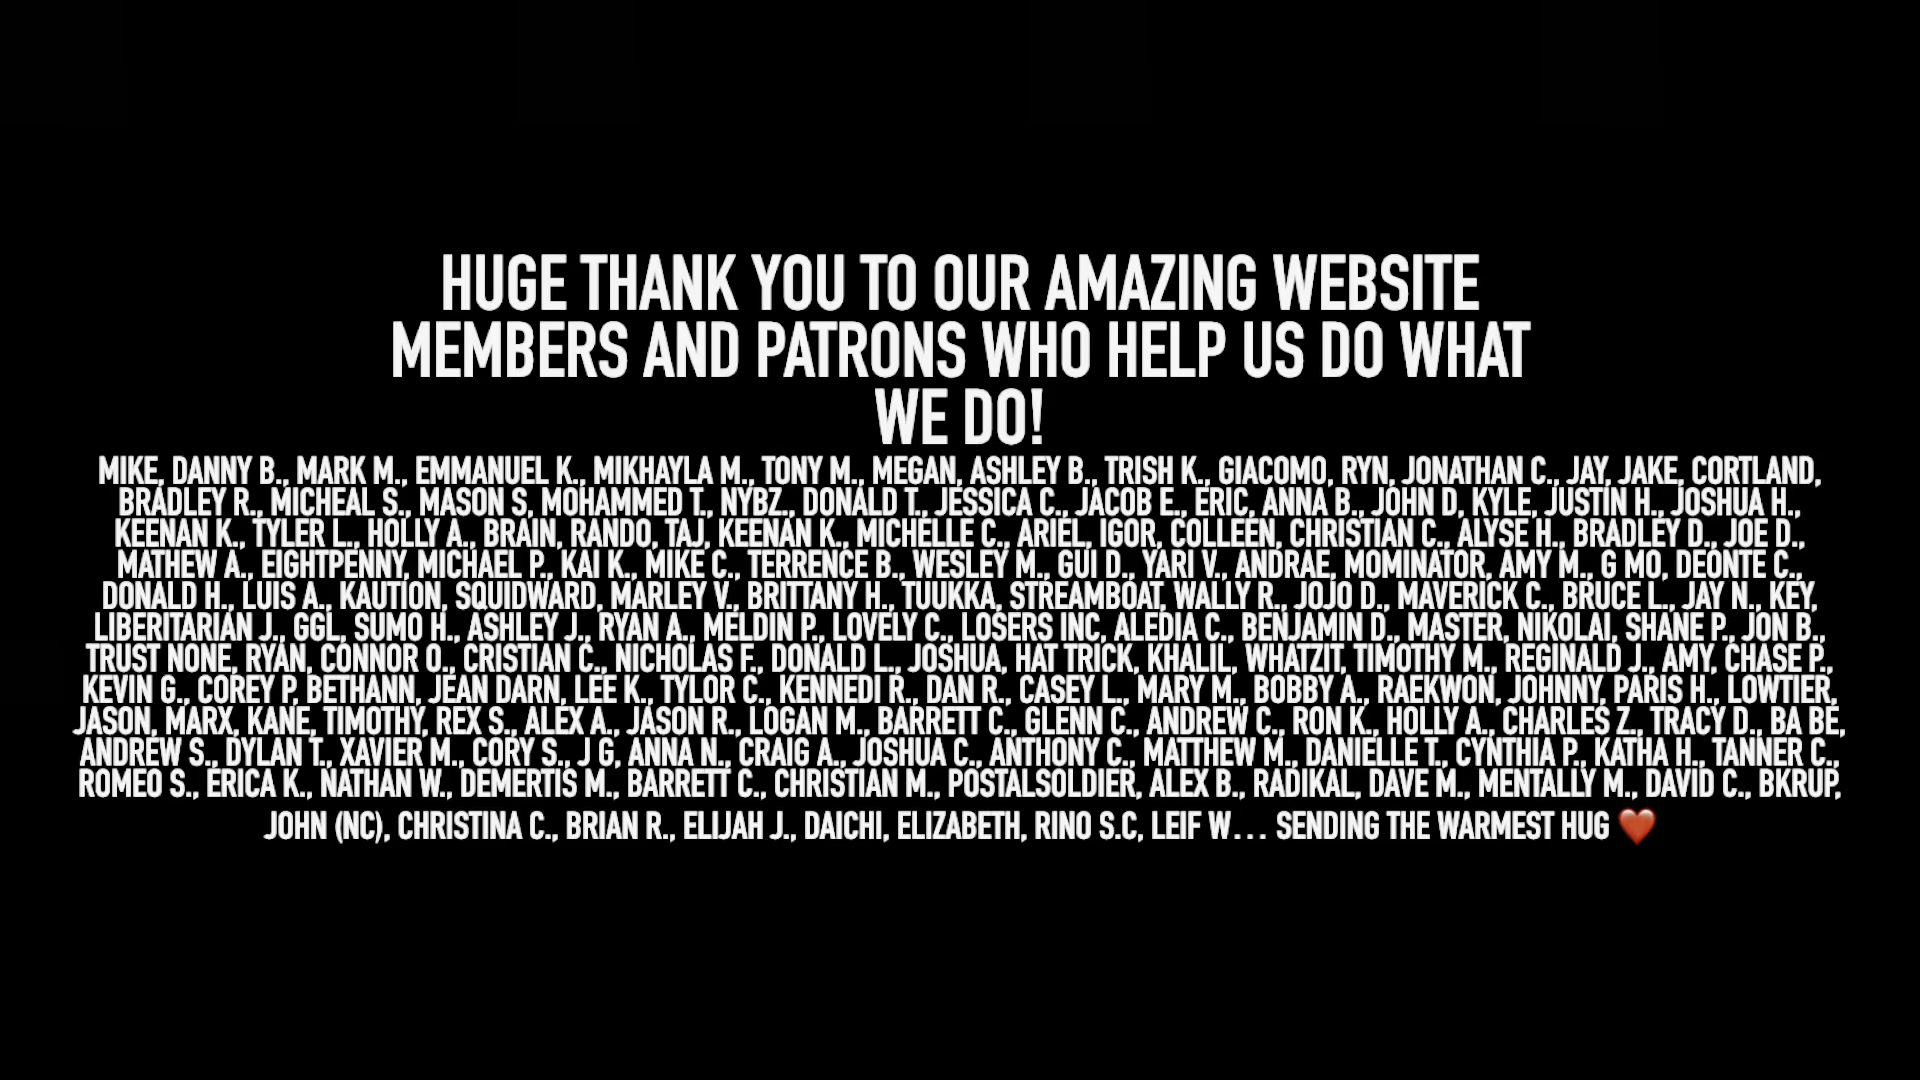 HUGE THANK YOU TO OUR AMAZING WEBSITE
MEMBERS AND PATRONS WHO HELP US DO WHAT
WE DO!
MIKE, DANNY B., MARK M., EMMANUEL K., MIKHAYLA M., TONY M., MEGAN, ASHLEY B., TRISH K., GIACOMO, RYN, JONATHAN C., JAY, JAKE, CORTLAND,
BRADLEY R., MICHEAL S., MASON S, MOHAMMED T., NYBZ., DONALD T., JESSICA C., JACOB E., ERIC, ANNA B., JOHN D, KYLE, JUSTIN H., JOSHUA H.,
KEENAN K., TYLER L., HOLLY A., BRAIN, RANDO, TAJ, KEENAN K., MICHELLE C., ARIEL, IGOR, COLLEEN, CHRISTIAN C., ALYSE H., BRADLEY D., JOE D.,
MATHEW A., EIGHTPENNY, MICHAEL P., KAI K., MIKE C., TERRENCE B., WESLEY M., GUI D., YARI V., ANDRAE, MOMINATOR, AMY M., G MO, DEONTE C.,
DONALD H., LUIS A., KAUTION, SQUIDWARD, MARLEY V., BRITTANY H., TUUKKA, STREAMBOAT, WALLY R., JOJO D., MAVERICK C., BRUCE L., JAY N., KEY,
LIBERITARIAN J., GGL, SUMO H., ASHLEY J., RYAN A., MELDIN P., LOVELY C., LOSERS INC, ALEDIA C., BENJAMIN D., MASTER, NIKOLAI, SHANE P., JON B.,
TRUST NONE, RYAN, CONNOR O., CRISTIAN C., NICHOLAS F., DONALD L., JOSHUA, HAT TRICK, KHALIL, WHATZIT, TIMOTHY M., REGINALD J., AMY, CHASE P.,
KEVIN G., COREY P, BETHANN, JEAN DARN, LEE K., TYLOR C., KENNEDI R., DAN R., CASEY L., MARY M., BOBBY A., RAEKWON, JOHNNY, PARIS H., LOWTIER,
JASON, MARX, KANE, TIMOTHY, REX S., ALEX A., JASON R., LOGAN M., BARRETT C., GLENN C., ANDREW C., RON K., HOLLY A., CHARLES Z., TRACY D., BA BE,
ANDREW S., DYLAN T., XAVIER M., CORY S., J G, ANNA N., CRAIG A., JOSHUA C., ANTHONY C., MATTHEW M., DANIELLE T., CYNTHIA P., KATHA H., TANNER C.,
ROMEO S., ERICA K., NATHAN W., DEMERTIS M., BARRETT C., CHRISTIAN M., POSTALSOLDIER, ALEX B., RADIKAL, DAVE M., MENTALLY M., DAVID C., BKRUP,
JOHN (NC), CHRISTINA C., BRIAN R., ELIJAH J., DAICHI, ELIZABETH, RINO S.C, LEIF W... SENDING THE WARMEST HUG ❤️